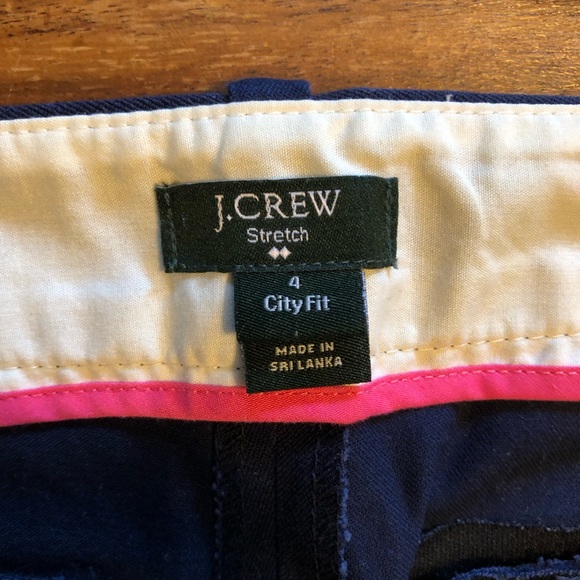 J.CREW
Stretch
4
City Fit
MADE IN
SRI LANKA